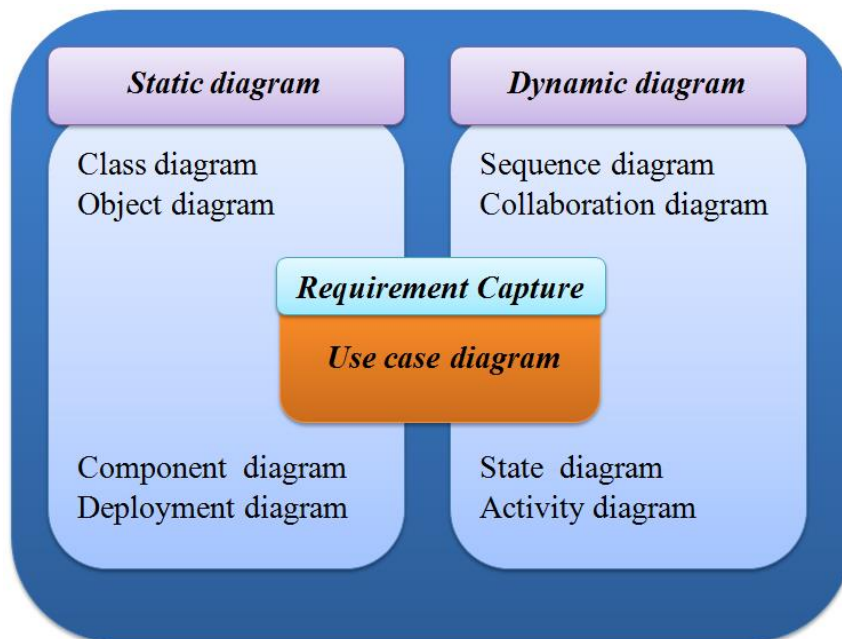 Static diagram
Class diagram
Object diagram
Component diagram
Deployment diagram
Dynamic diagram
Sequence diagram
Collaboration diagram
State diagram
Activity diagram
Requirement Capture
Use case diagram